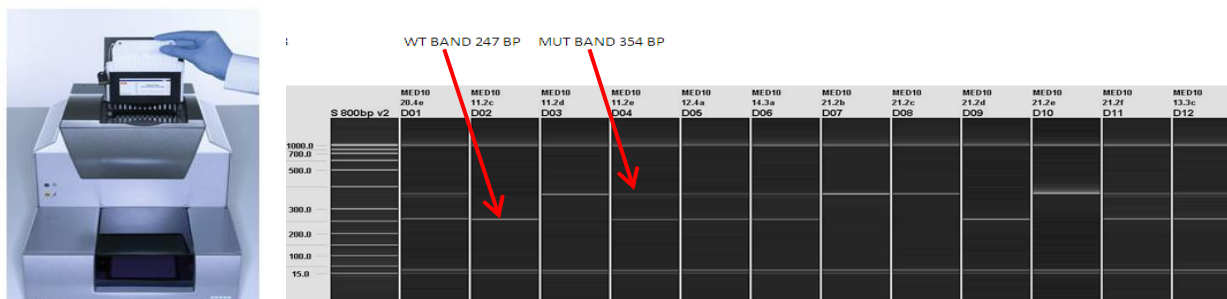 WT BAND 247 BP MUT BAND 354 BP
MED10 MED10 MED10 MED10 MED10 MED10 MED10 MED10 MED10 MED10 MED10 MED10
20.4e 11.2c 11.2d 11.2e 12.4a 14.3a 21.2b 21.2c 21.2d 21.2e 21.2f 13.3c
S 800bp v2 D01 D02 D03 D04 D05 D06 D07 D08 D09 D10 D11 D12
1000.0
700.0
500.0
300.0
200.0
100.0
15.0